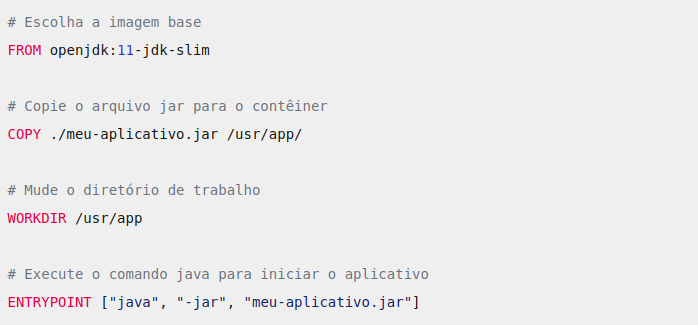 # Escolha a imagem base
FROM openjdk:11-jdk-slim
# Copie o arquivo jar para o contêiner
COPY ./meu-aplicativo.jar /usr/app/
# Mude o diretório de trabalho
WORKDIR /usr/app
# Execute o comando java para iniciar o aplicativo
ENTRYPOINT ["java", "-jar", "meu-aplicativo.jar"]